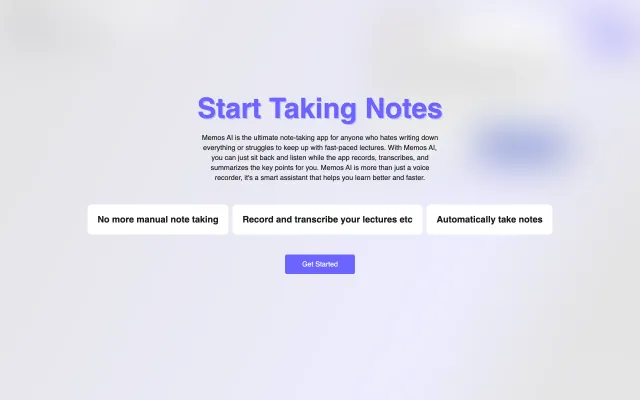 Start Taking Notes
Memos AI is the ultimate note-taking app for anyone who hates writing down
everything or struggles to keep up with fast-paced lectures. With Memos AI,
you can just sit back and listen while the app records, transcribes, and
summarizes the key points for you. Memos AI is more than just a voice
recorder, it's a smart assistant that helps you learn better and faster.
No more manual note taking
Record and transcribe your lectures etc
Automatically take notes
Get Started